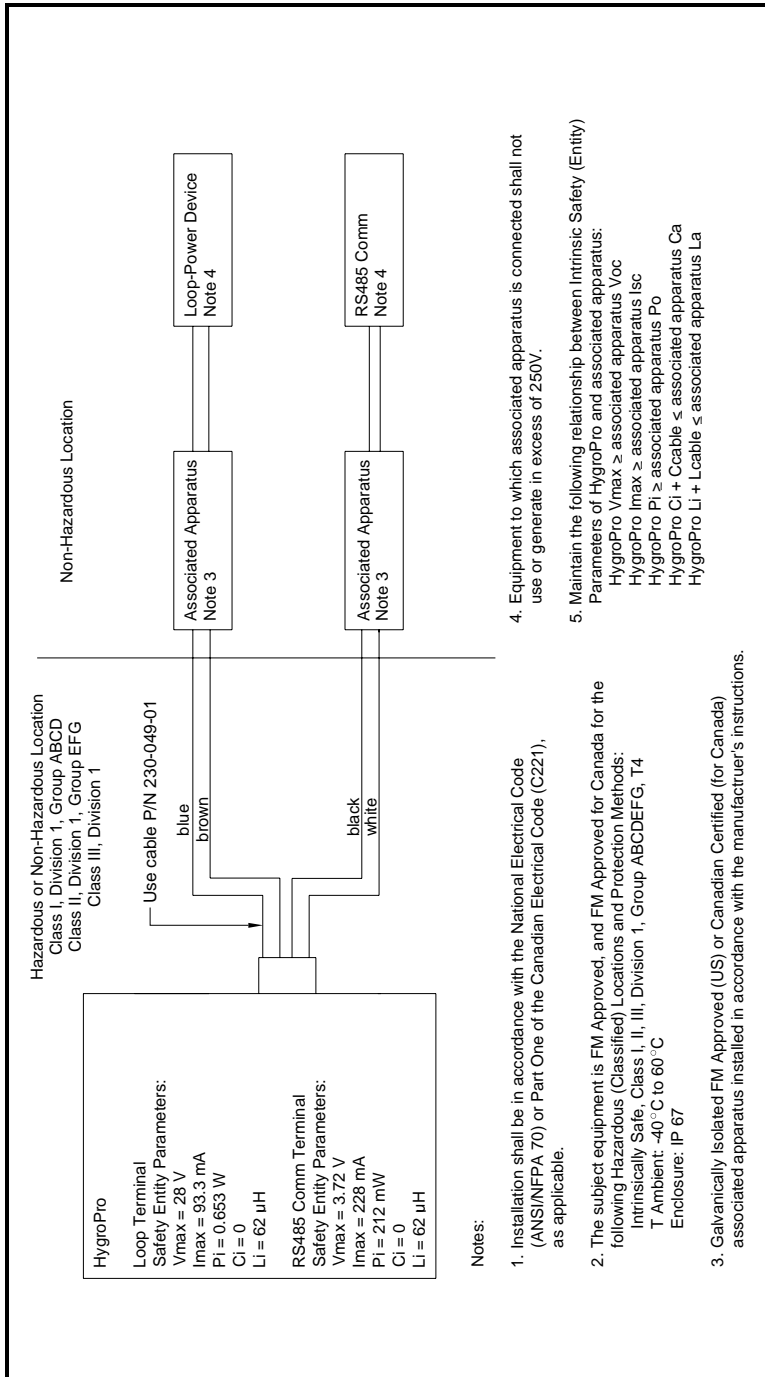 Hazardous or Non-Hazardous Location
Class I, Division 1, Group ABCD
Class II, Division 1, Group EFG
Class III, Division 1
Non-Hazardous Location
HygroPro
Loop Terminal
Safety Entity Parameters:
Vmax = 28 V
Imax = 93.3 mA
Pi = 0.653 W
Ci = 0
Li = 62 µH
RS485 Comm Terminal
Safety Entity Parameters:
Vmax = 3.72 V
Imax = 228 mA
Pi = 212 mW
Ci = 0
Li = 62 µH
Use cable P/N 230-049-01
blue
brown
black
white
Associated Apparatus
Note 3
Loop-Power Device
Note 4
Associated Apparatus
Note 3
RS485 Comm
Note 4
Notes:
1. Installation shall be in accordance with the National Electrical Code
(ANSI/NFPA 70) or Part One of the Canadian Electrical Code (C221),
as applicable.
2. The subject equipment is FM Approved, and FM Approved for Canada for the
following Hazardous (Classified) Locations and Protection Methods:
Intrinsically Safe, Class I, II, III, Division 1, Group ABCDEFG, T4
T Ambient: -40°C to 60°C
Enclosure: IP 67
3. Galvanically Isolated FM Approved (US) or Canadian Certified (for Canada)
associated apparatus installed in accordance with the manufactruer's instructions.
4. Equipment to which associated apparatus is connected shall not
use or generate in excess of 250V.
5. Maintain the following relationship between Intrinsic Safety (Entity)
Parameters of HygroPro and associated apparatus:
HygroPro Vmax ≥ associated apparatus Voc
HygroPro Imax ≥ associated apparatus Isc
HygroPro Pi ≥ associated apparatus Po
HygroPro Ci + Ccable ≤ associated apparatus Ca
HygroPro Li + Lcable ≤ associated apparatus La